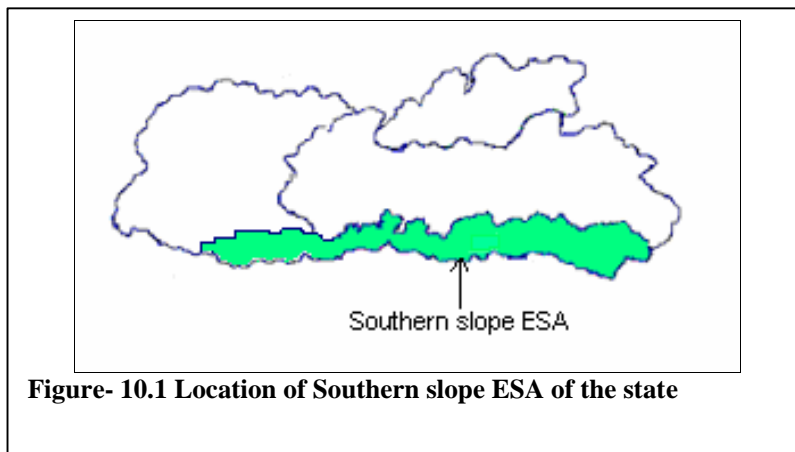 Southern slope ESA
Figure- 10.1 Location of Southern slope ESA of the state